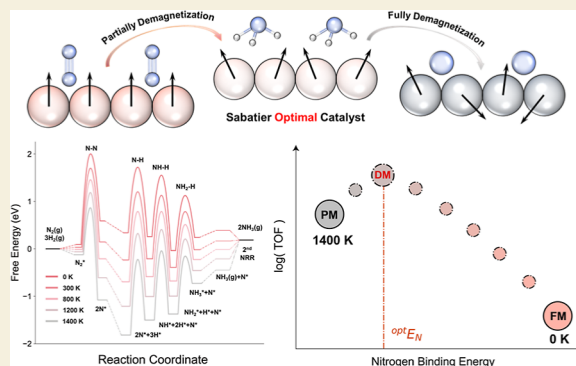 Partially Demagnetization
Fully Demagnetization
Sabatier Optimal Catalyst
Free Energy (eV)
2
1
0
−1
−2
N-N
N-H
NH-H
NH₂-H
N₂(g)
3H₂(g)
N₂*
2N*
2N*+3H*
NH*+2H*+N*
NH₂*+H*+N*
NH₃*+N*
NH₃(g)+N*
2NH₃(g)
2nd
NRR
0 K
300 K
800 K
1200 K
1400 K
Reaction Coordinate
log( TOF )
PM
1400 K
DM
optE_N
FM
0 K
Nitrogen Binding Energy